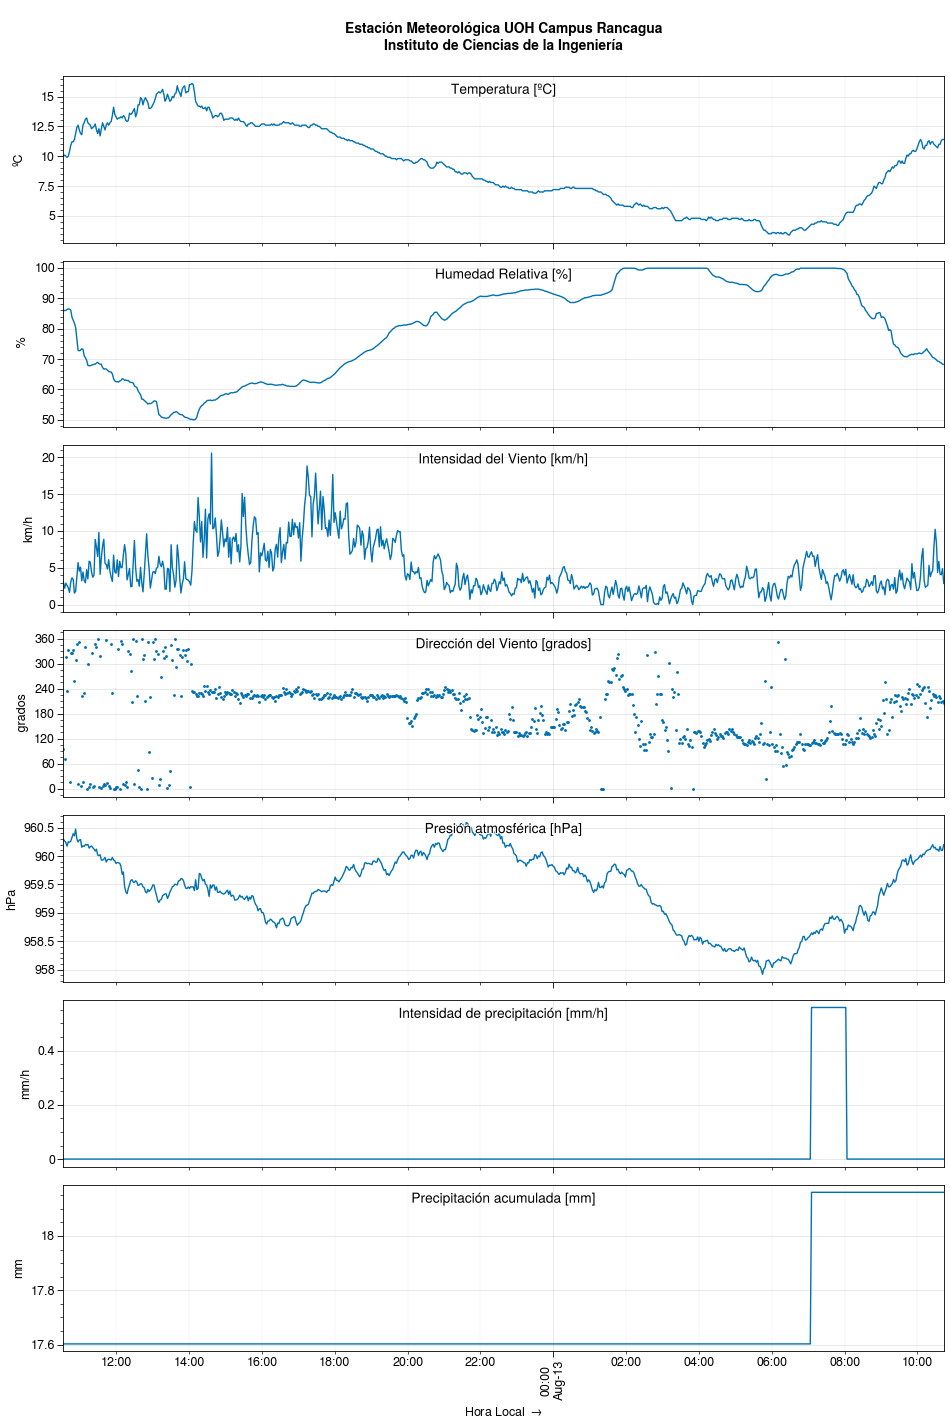 Estación Meteorológica UOH Campus Rancagua
Instituto de Ciencias de la Ingeniería
Temperatura [ºC]
ºC
15
12.5
10
7.5
5
Humedad Relativa [%]
%
100
90
80
70
60
50
Intensidad del Viento [km/h]
km/h
20
15
10
5
0
Dirección del Viento [grados]
grados
360
300
240
180
120
60
0
Presión atmosférica [hPa]
hPa
960.5
960
959.5
959
958.5
958
Intensidad de precipitación [mm/h]
mm/h
0.4
0.2
0
Precipitación acumulada [mm]
mm
18
17.8
17.6
12:00 14:00 16:00 18:00 20:00 22:00 00:00 02:00 04:00 06:00 08:00 10:00
Aug-13
Hora Local →